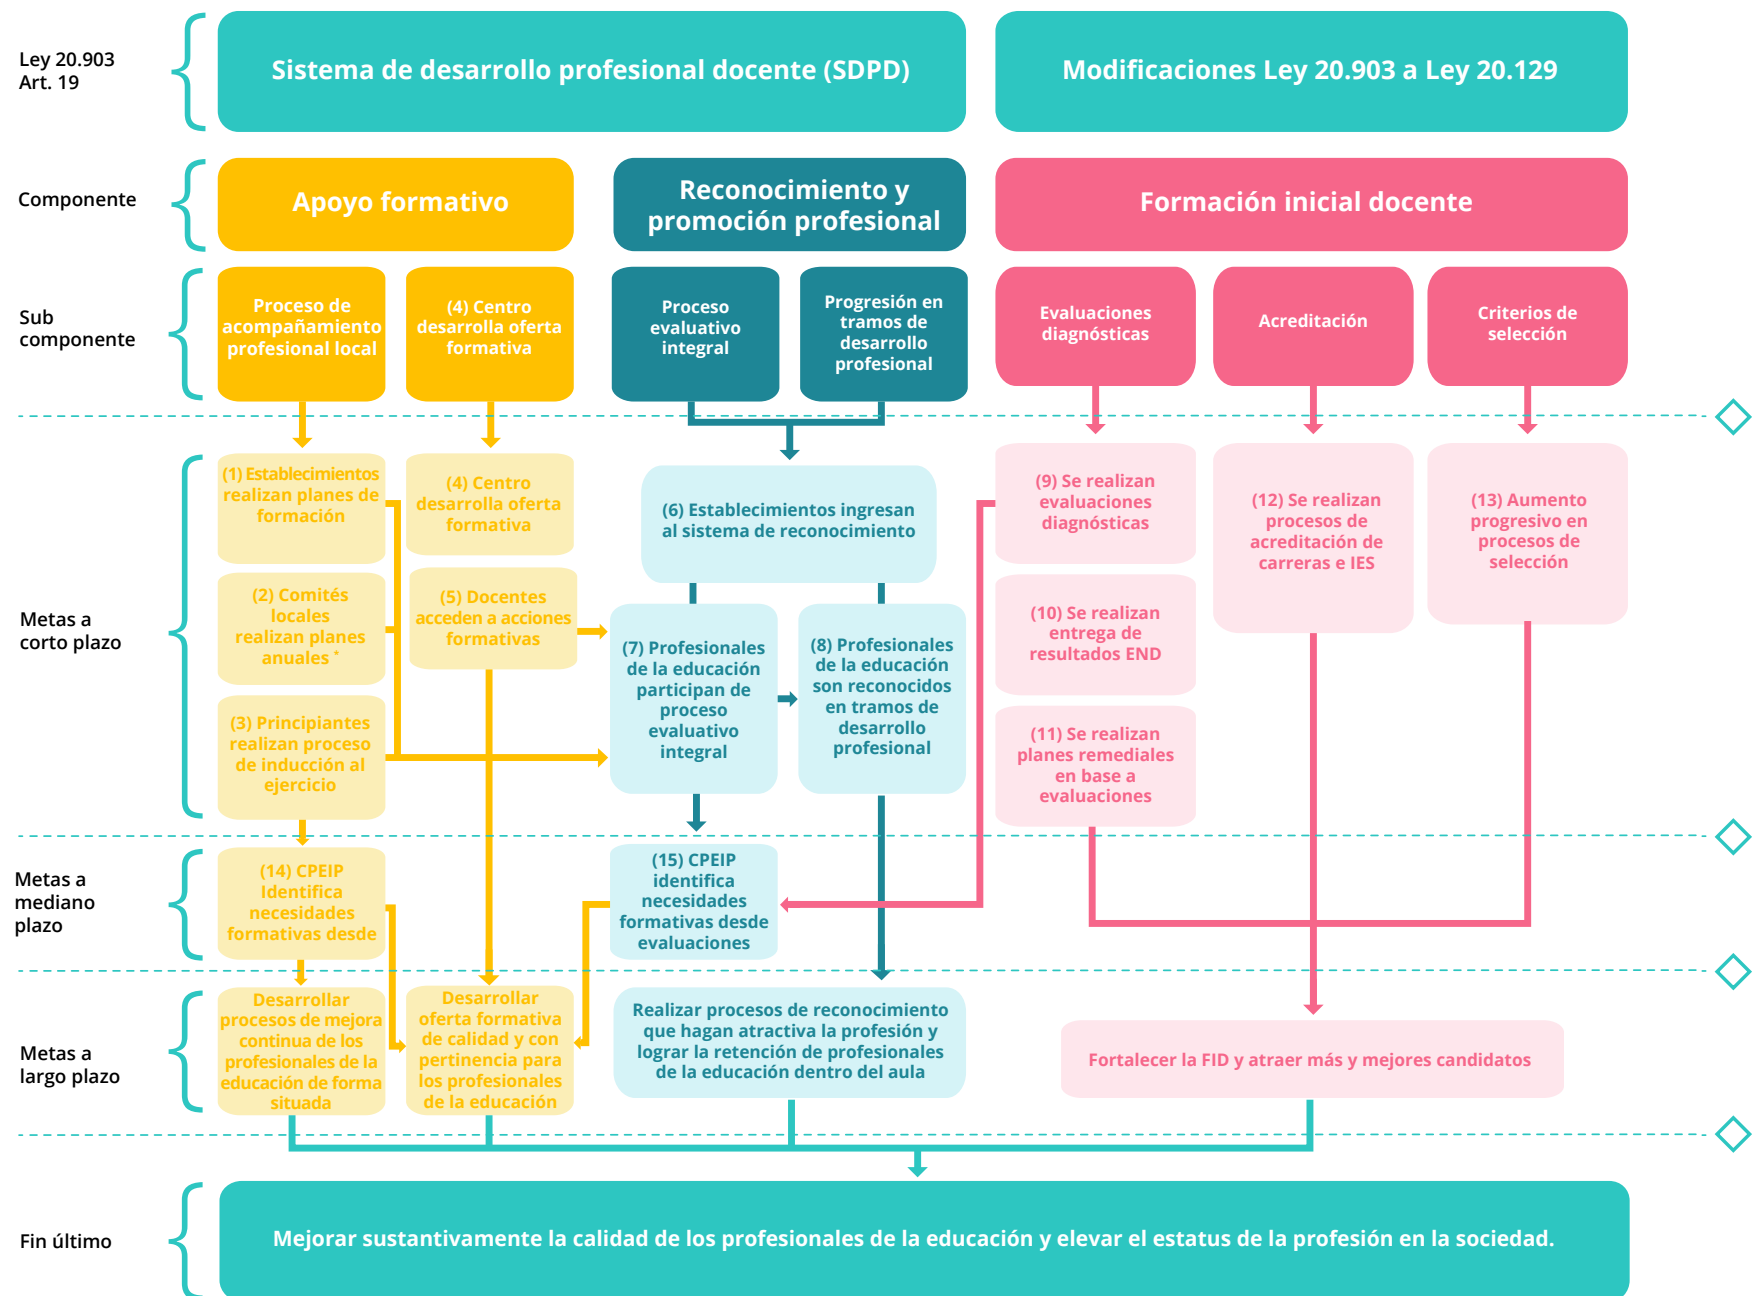 Ley 20.903
Art. 19
Sistema de desarrollo profesional docente (SDPD)
Modificaciones Ley 20.903 a Ley 20.129
Componente
Apoyo formativo
Reconocimiento y
promoción profesional
Formación inicial docente
Sub
componente
Proceso de
acompañamiento
profesional local
(4) Centro
desarrolla oferta
formativa
Proceso
evaluativo
integral
Progresión en
tramos de
desarrollo
profesional
Evaluaciones
diagnósticas
Acreditación
Criterios de
selección
Metas a
corto plazo
(1) Establecimientos
realizan planes de
formación
(2) Comités
locales
realizan planes
anuales *
(3) Principiantes
realizan proceso
de inducción al
ejercicio
(4) Centro
desarrolla oferta
formativa
(5) Docentes
acceden a acciones
formativas
(6) Establecimientos ingresan
al sistema de reconocimiento
(7) Profesionales
de la educación
participan de
proceso
evaluativo
integral
(8) Profesionales
de la educación
son reconocidos
en tramos de
desarrollo
profesional
(9) Se realizan
evaluaciones
diagnósticas
(10) Se realizan
entrega de
resultados END
(11) Se realizan
planes remediales
en base a
evaluaciones
(12) Se realizan
procesos de
acreditación de
carreras e IES
(13) Aumento
progresivo en
procesos de
selección
Metas a
mediano
plazo
(14) CPEIP
Identifica
necesidades
formativas desde
(15) CPEIP
identifica
necesidades
formativas desde
evaluaciones
Metas a
largo plazo
Desarrollar
procesos de mejora
continua de los
profesionales de la
educación de forma
situada
Desarrollar
oferta formativa
de calidad y con
pertinencia para
los profesionales
de la educación
Realizar procesos de reconocimiento
que hagan atractiva la profesión y
lograr la retención de profesionales
de la educación dentro del aula
Fortalecer la FID y atraer más y mejores candidatos
Fin último
Mejorar sustantivamente la calidad de los profesionales de la educación y elevar el estatus de la profesión en la sociedad.